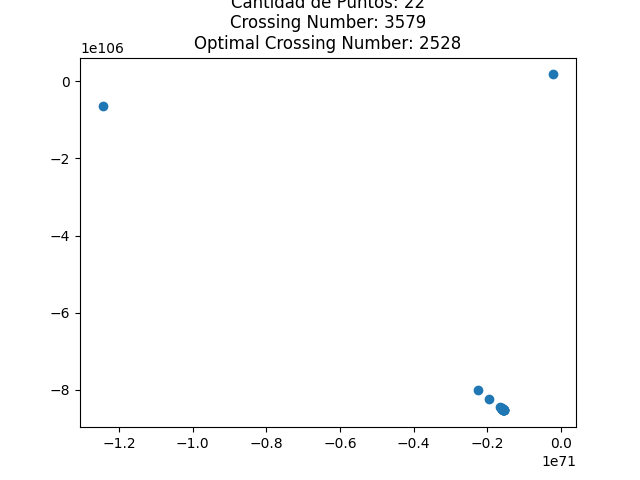 Cantidad de Puntos: 22
Crossing Number: 3579
Optimal Crossing Number: 2528
1e106
0
−2
−4
−6
−8
−1.2
−1.0
−0.8
−0.6
−0.4
−0.2
0.0
1e71